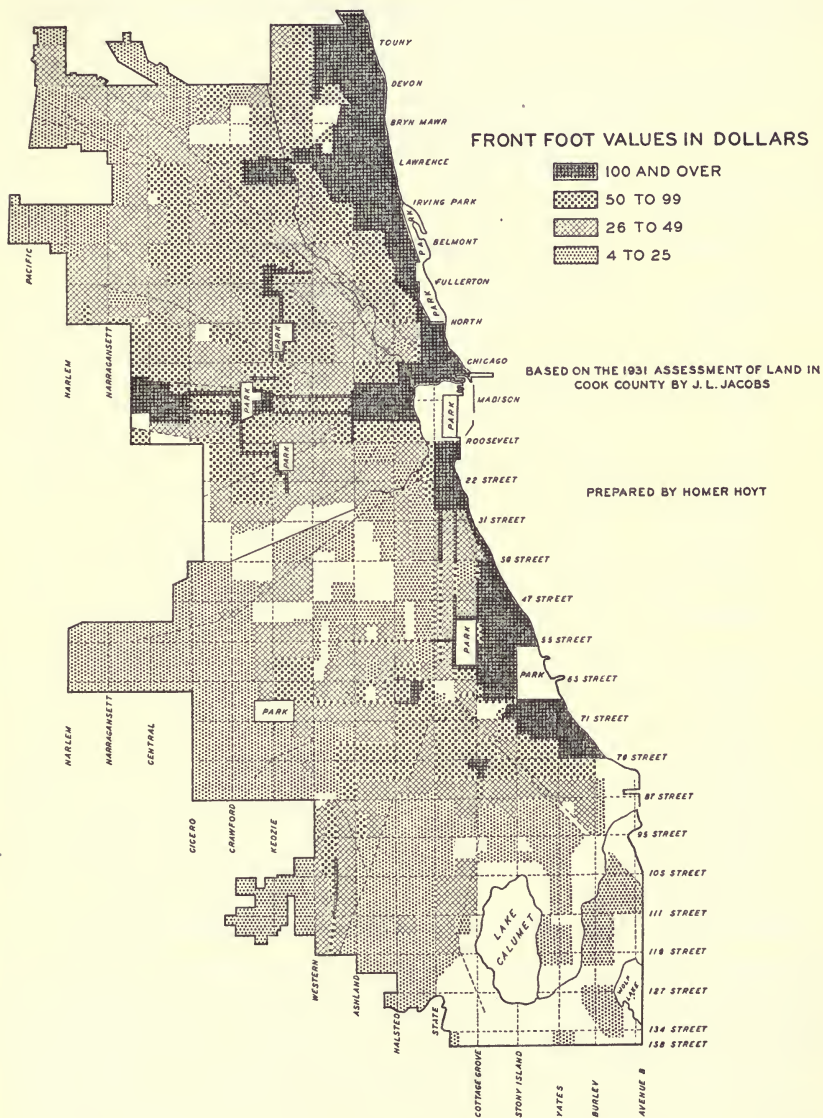 TOUHY
DEVON
BRYN MAWR
LAWRENCE
IRVING PARK
BELMONT
FULLERTON
NORTH
CHICAGO
MADISON
ROOSEVELT
22 STREET
31 STREET
39 STREET
47 STREET
55 STREET
63 STREET
71 STREET
79 STREET
87 STREET
95 STREET
105 STREET
111 STREET
119 STREET
127 STREET
134 STREET
138 STREET
FRONT FOOT VALUES IN DOLLARS
100 AND OVER
50 TO 99
26 TO 49
4 TO 25
BASED ON THE 1931 ASSESSMENT OF LAND IN
COOK COUNTY BY J. L. JACOBS
PREPARED BY HOMER HOYT
PARK
PARK
PARK
PARK
PARK
PARK
PARK
PARK
PARK
PARK
PACIFIC
HARLEM
NARRAGANSETT
HARLEM
NARRAGANSETT
CENTRAL
CICERO
CRAWFORD
KEDZIE
WESTERN
ASHLAND
HALSTED
STATE
COTTAGE GROVE
STONY ISLAND
YATES
BURLEY
AVENUE B
LAKE
CALUMET
WOLF
LAKE